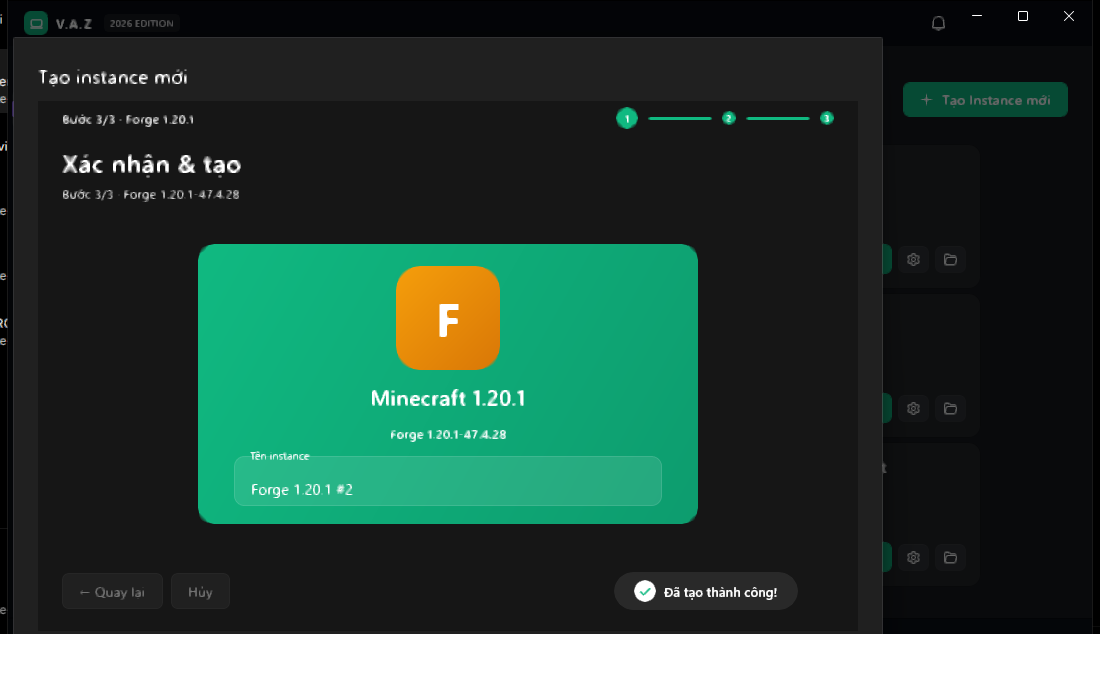 V.A.Z 2026 EDITION
Tạo instance mới
+ Tạo Instance mới
Bước 3/3 · Forge 1.20.1
1 2 3
Xác nhận & tạo
Bước 3/3 · Forge 1.20.1-47.4.28
F
Minecraft 1.20.1
Forge 1.20.1-47.4.28
Tên instance
Forge 1.20.1 #2
← Quay lại
Hủy
Đã tạo thành công!